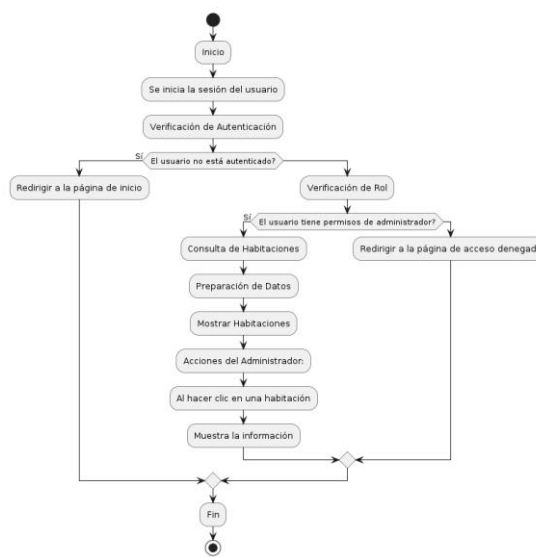 Inicio
Se inicia la sesión del usuario
Verificación de Autenticación
Sí
El usuario no está autenticado?
Redirigir a la página de inicio
Verificación de Rol
Sí
El usuario tiene permisos de administrador?
Consulta de Habitaciones
Redirigir a la página de acceso denegad
Preparación de Datos
Mostrar Habitaciones
Acciones del Administrador:
Al hacer clic en una habitación
Muestra la información
Fin